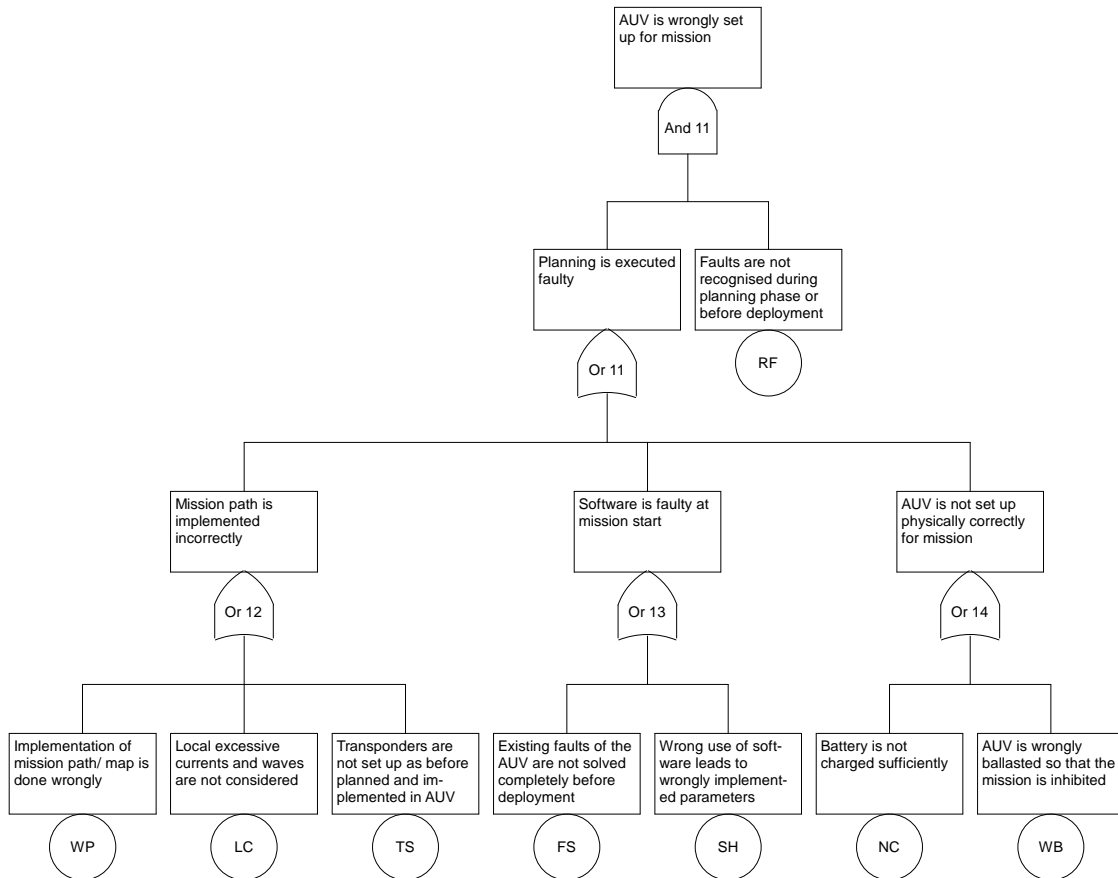 AUV is wrongly set
up for mission
And 11
Planning is executed
faulty
Faults are not
recognised during
planning phase or
before deployment
Or 11
RF
Mission path is
implemented
incorrectly
Software is faulty at
mission start
AUV is not set up
physically correctly
for mission
Or 12
Or 13
Or 14
Implementation of
mission path/ map is
done wrongly
Local excessive
currents and waves
are not considered
Transponders are
not set up as before
planned and im-
plemented in AUV
Existing faults of the
AUV are not solved
completely before
deployment
Wrong use of soft-
ware leads to
wrongly implement-
ed parameters
Battery is not
charged sufficiently
AUV is wrongly
ballasted so that the
mission is inhibited
WP
LC
TS
FS
SH
NC
WB